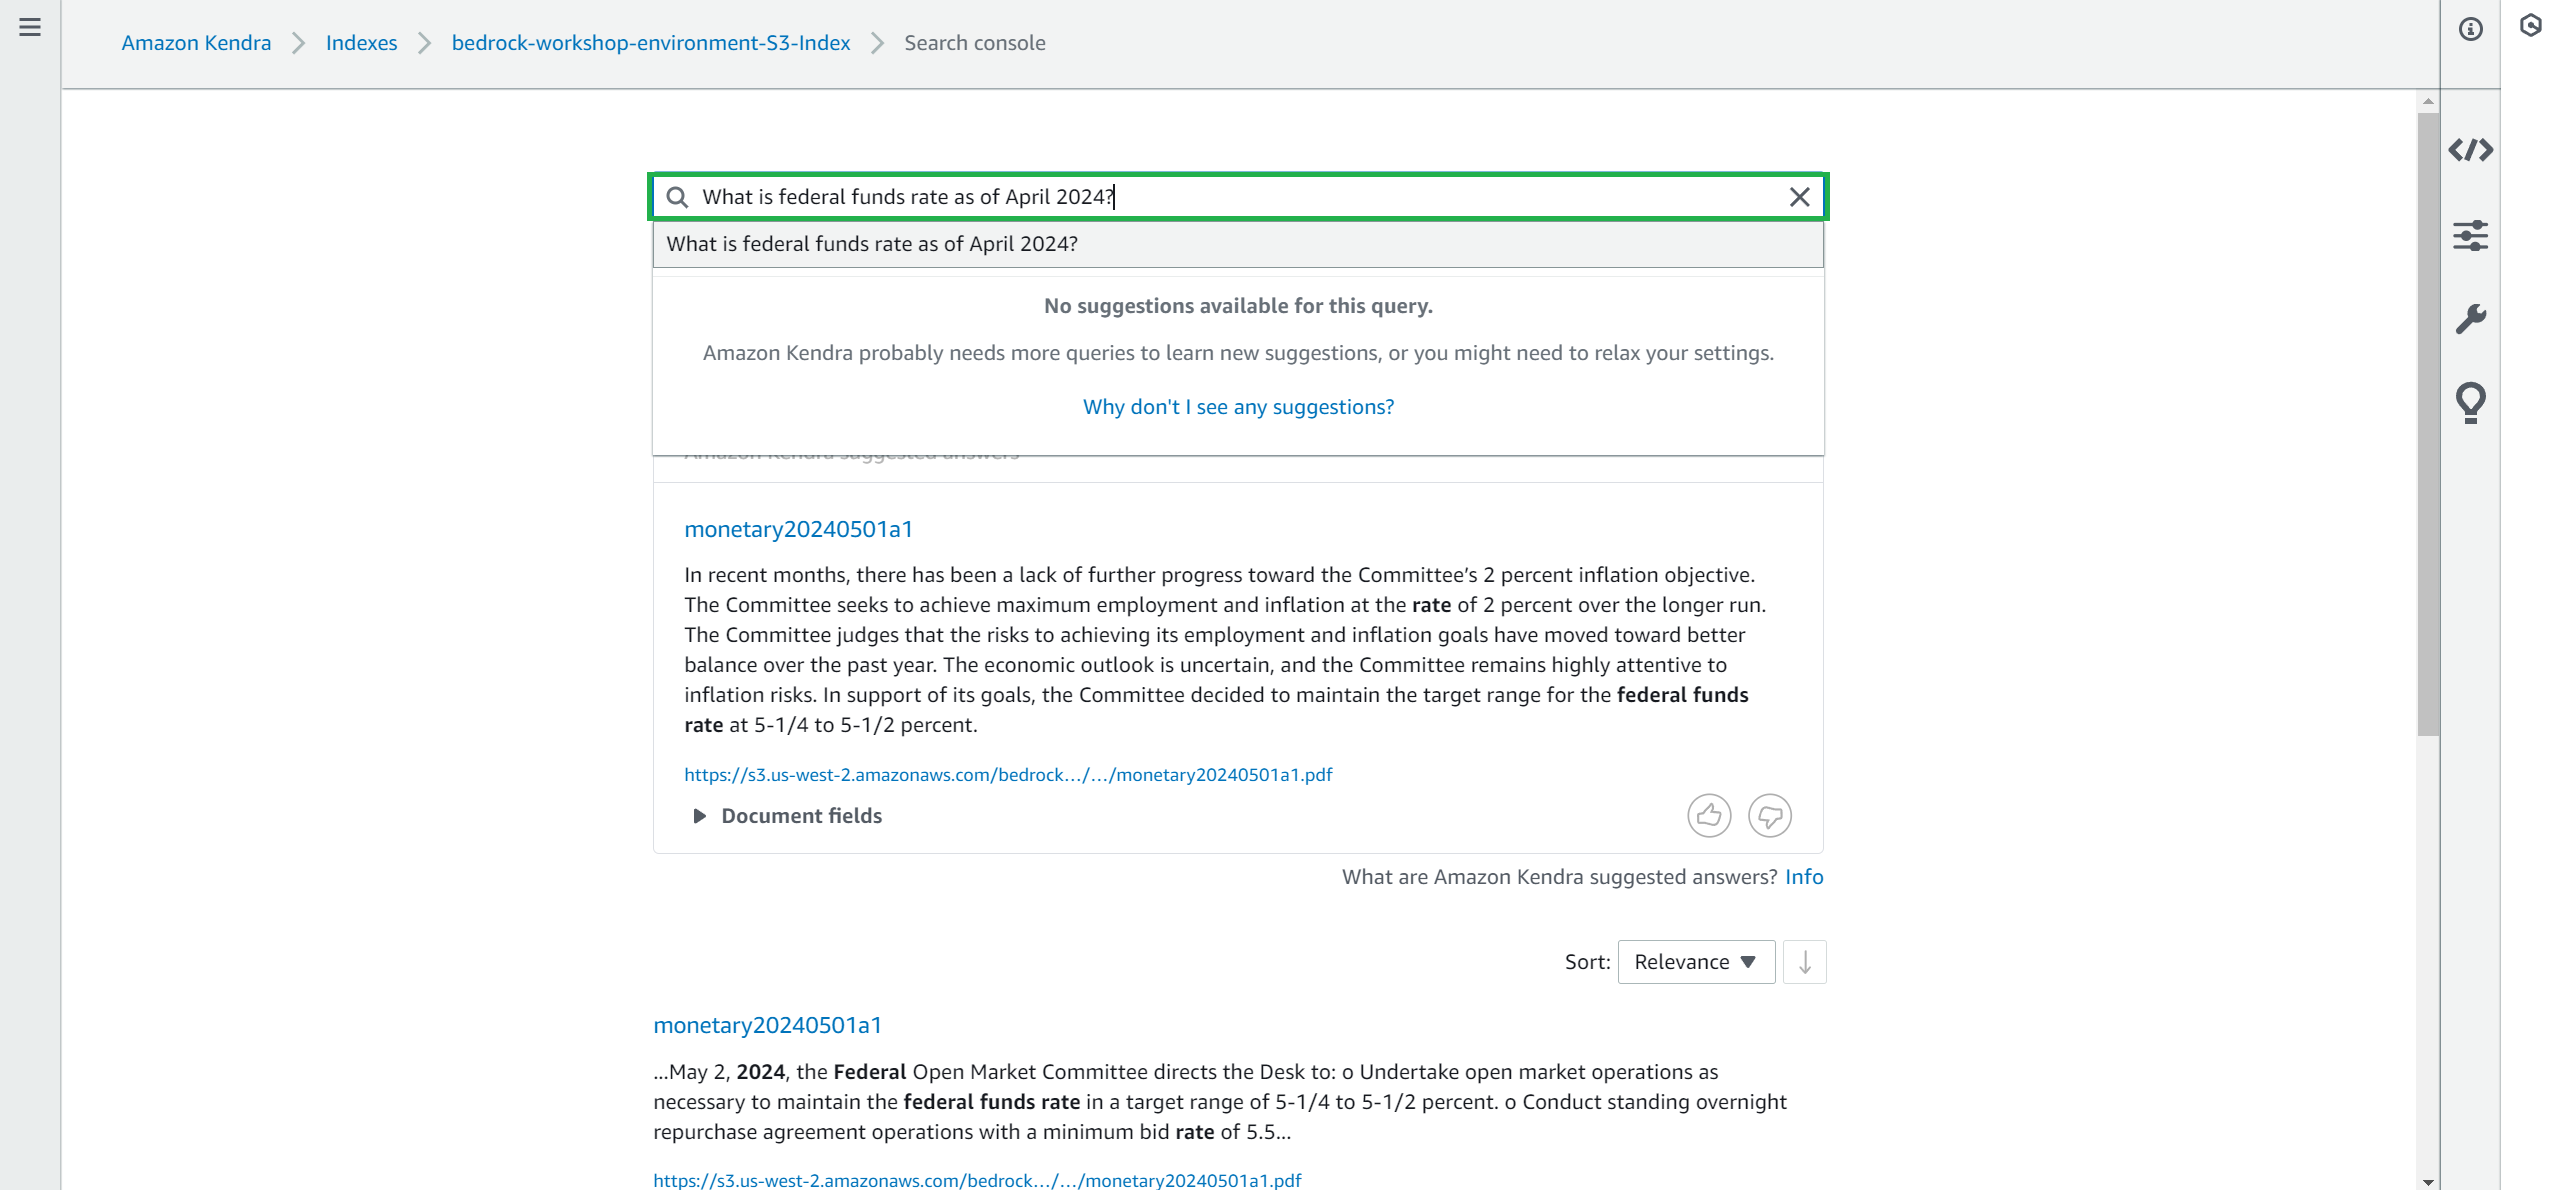 Amazon Kendra > Indexes > bedrock-workshop-environment-S3-Index > Search console
What is federal funds rate as of April 2024?
What is federal funds rate as of April 2024?
No suggestions available for this query.
Amazon Kendra probably needs more queries to learn new suggestions, or you might need to relax your settings.
Why don't I see any suggestions?
Amazon Kendra suggested answers
monetary20240501a1
In recent months, there has been a lack of further progress toward the Committee’s 2 percent inflation objective.
The Committee seeks to achieve maximum employment and inflation at the rate of 2 percent over the longer run.
The Committee judges that the risks to achieving its employment and inflation goals have moved toward better
balance over the past year. The economic outlook is uncertain, and the Committee remains highly attentive to
inflation risks. In support of its goals, the Committee decided to maintain the target range for the federal funds
rate at 5-1/4 to 5-1/2 percent.
https://s3.us-west-2.amazonaws.com/bedrock.../.../monetary20240501a1.pdf
Document fields
What are Amazon Kendra suggested answers? Info
Sort: Relevance
monetary20240501a1
...May 2, 2024, the Federal Open Market Committee directs the Desk to: o Undertake open market operations as
necessary to maintain the federal funds rate in a target range of 5-1/4 to 5-1/2 percent. o Conduct standing overnight
repurchase agreement operations with a minimum bid rate of 5.5...
https://s3.us-west-2.amazonaws.com/bedrock.../.../monetary20240501a1.pdf